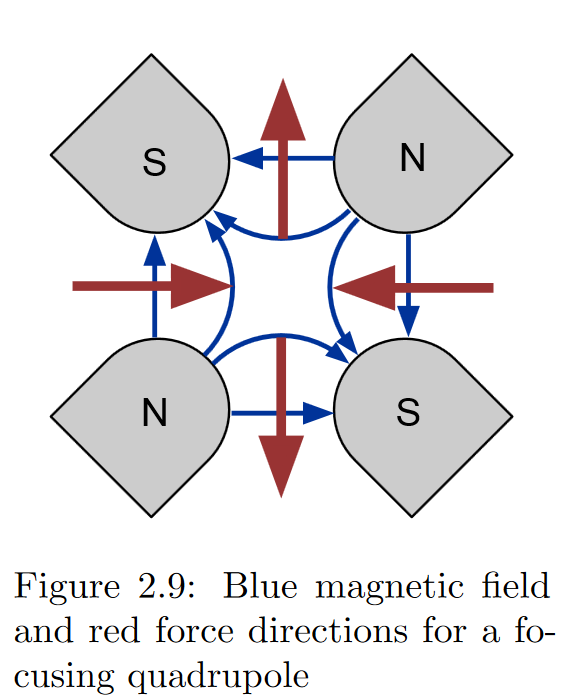 S
N
N
S
Figure 2.9: Blue magnetic field
and red force directions for a fo-
cusing quadrupole